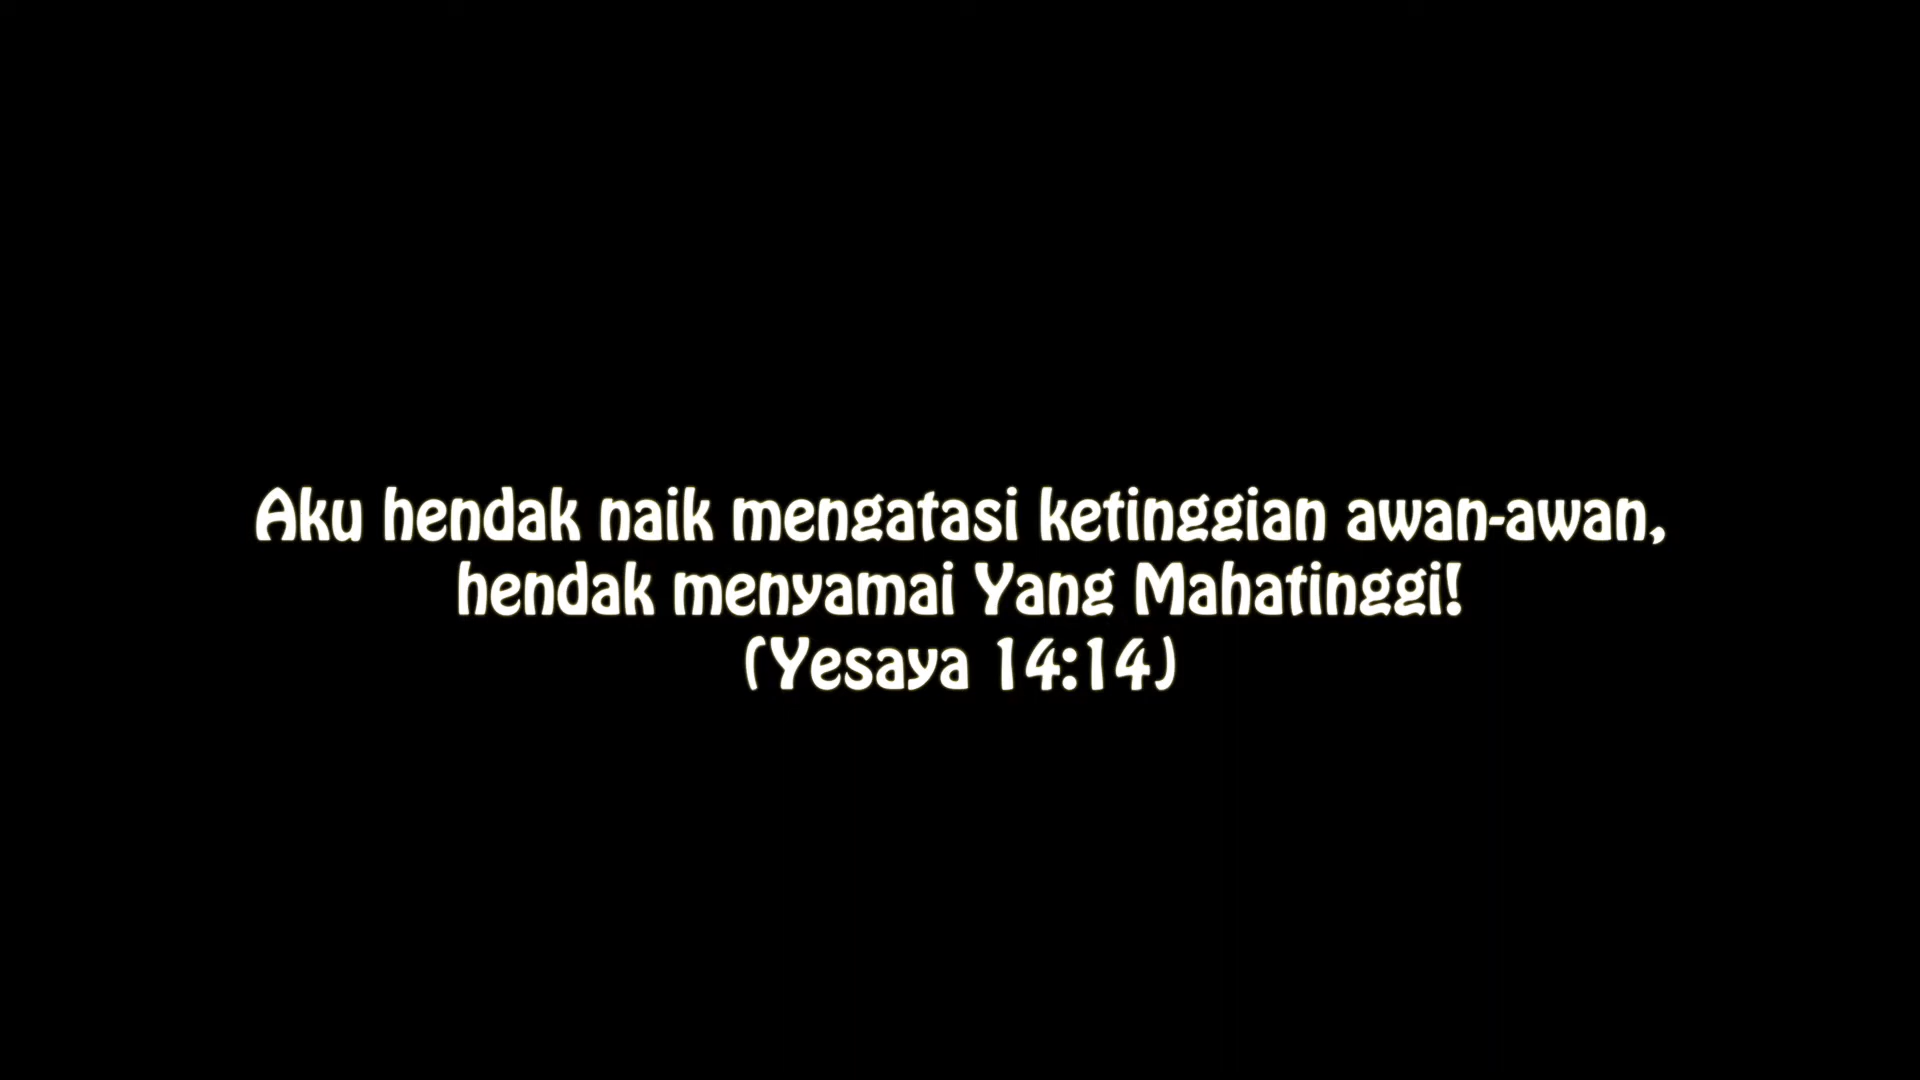 Aku hendak naik mengatasi ketinggian awan-awan,
hendak menyamai Yang Mahatinggi!
(Yesaya 14:14)